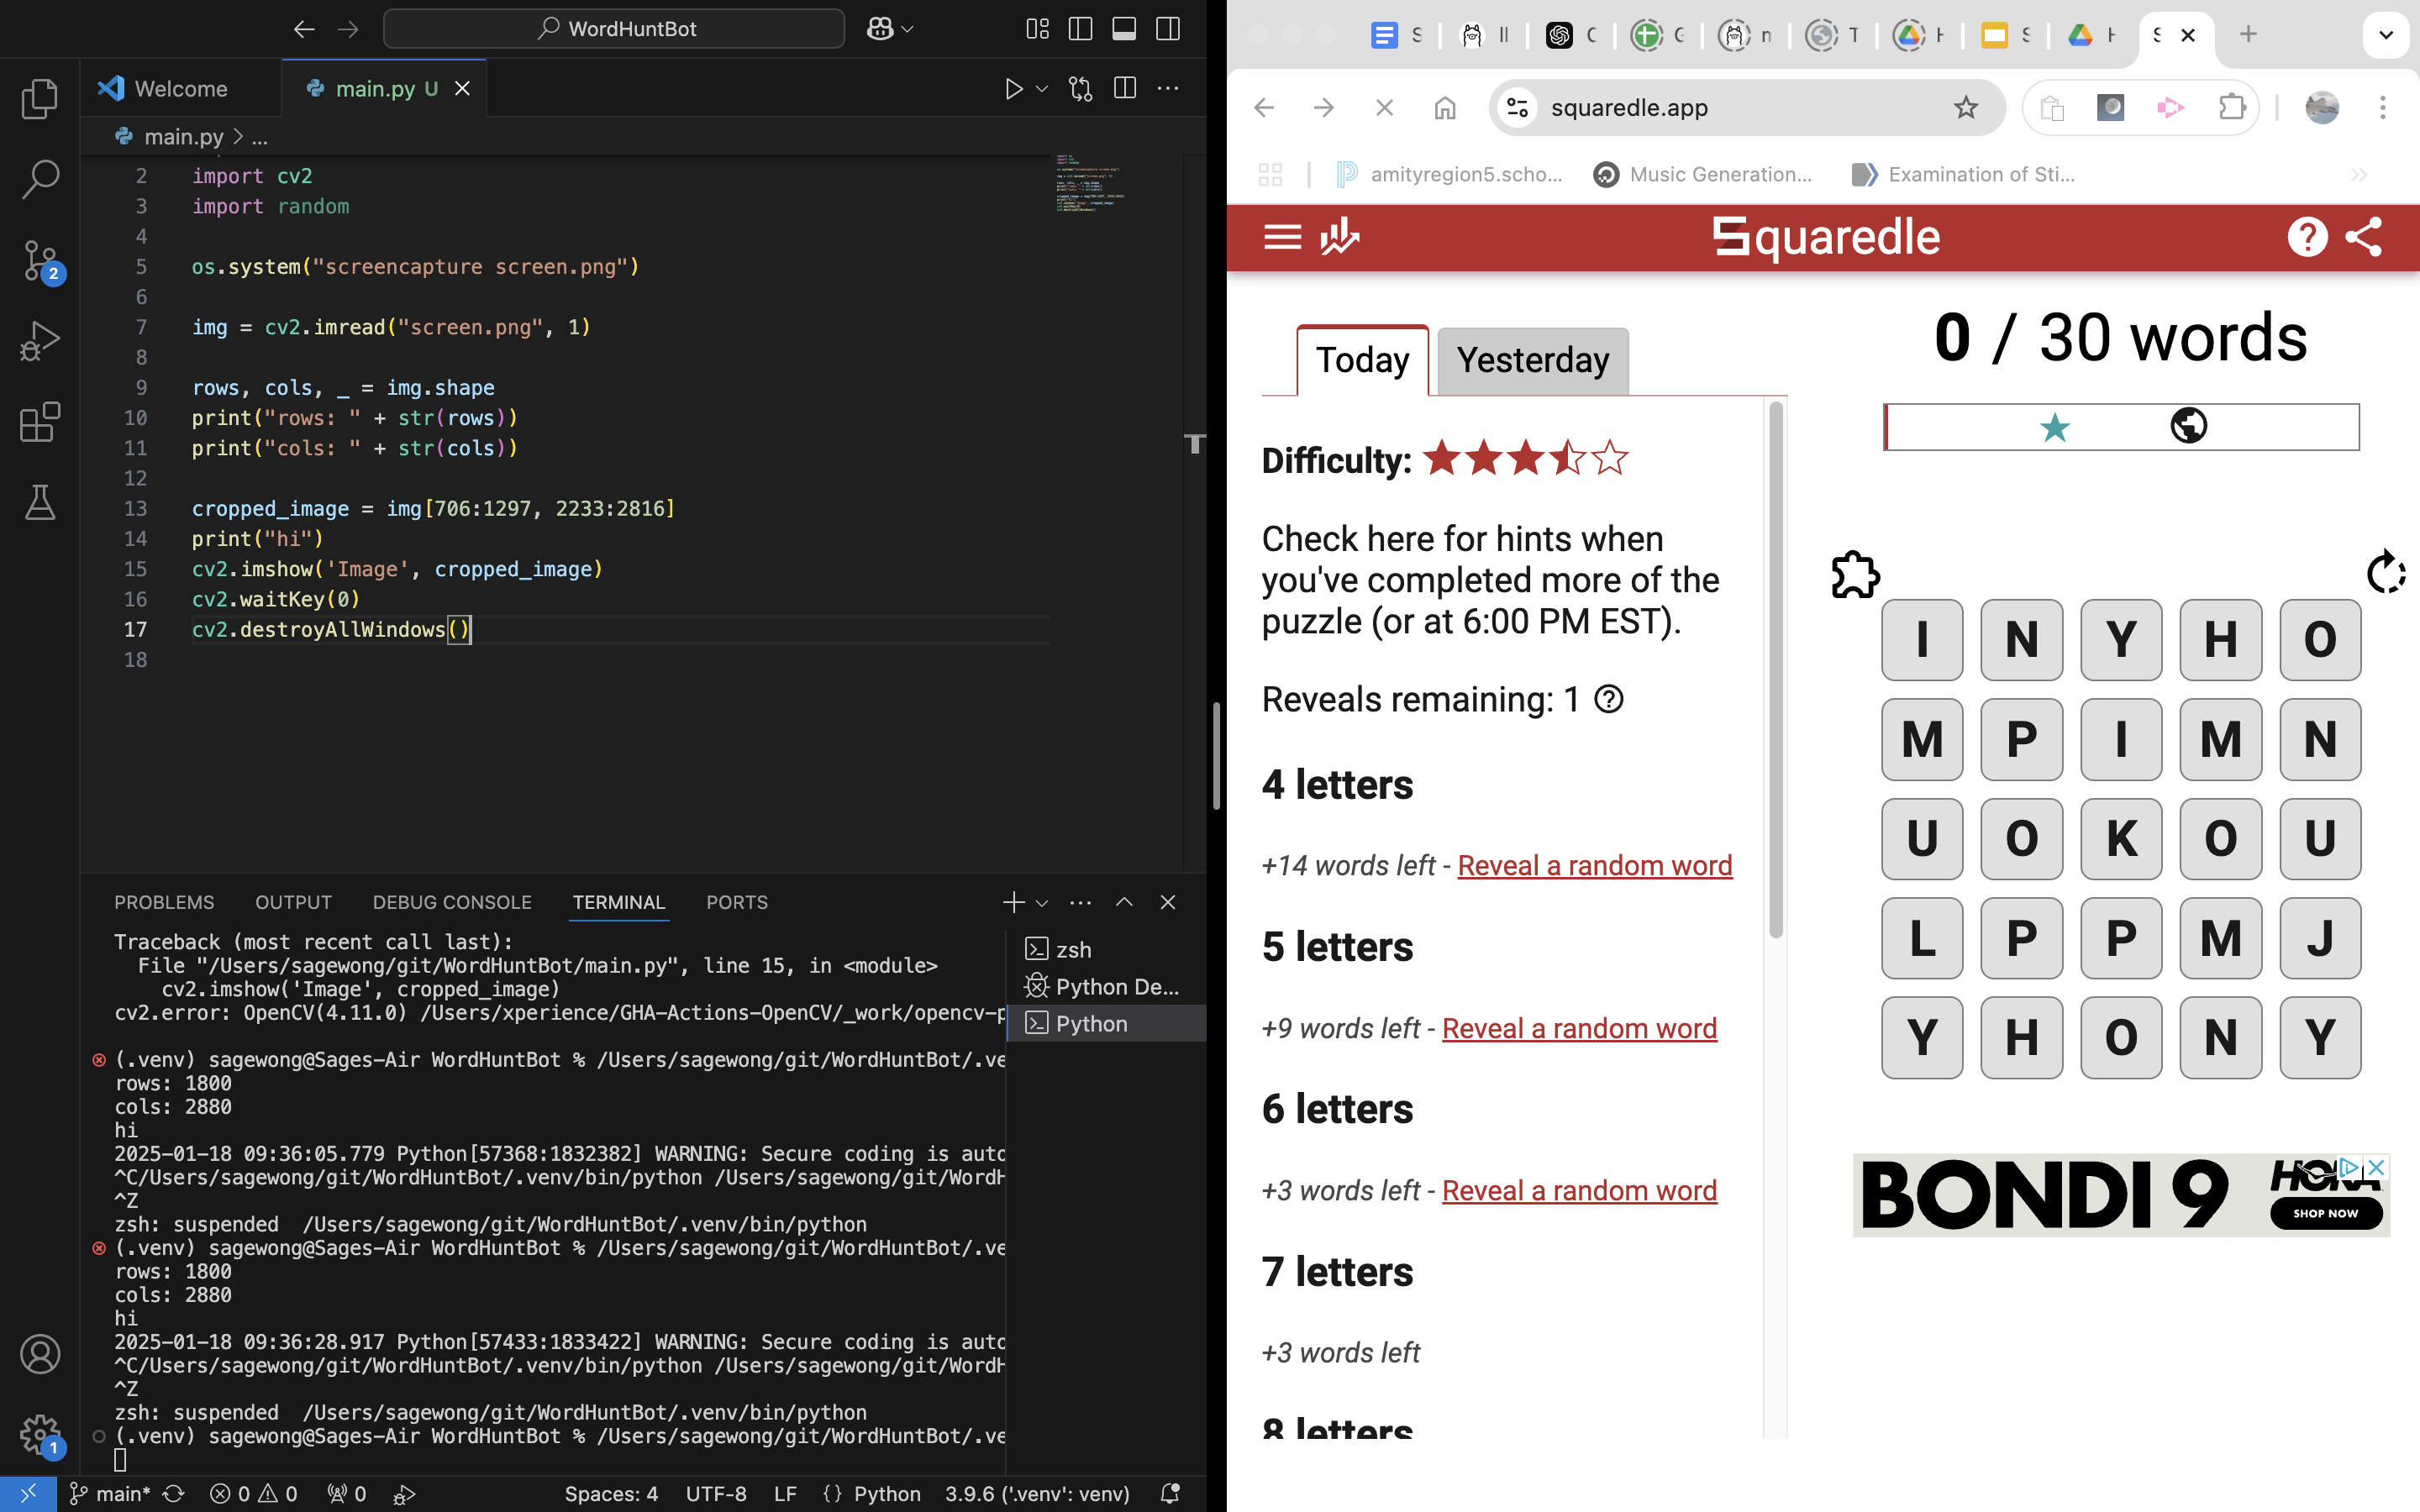 WordHuntBot
Welcome
main.py U
main.py > ...
2 import cv2
3 import random
4
5 os.system("screencapture screen.png")
6
7 img = cv2.imread("screen.png", 1)
8
9 rows, cols, _ = img.shape
10 print("rows: " + str(rows))
11 print("cols: " + str(cols))
12
13 cropped_image = img[706:1297, 2233:2816]
14 print("hi")
15 cv2.imshow('Image', cropped_image)
16 cv2.waitKey(0)
17 cv2.destroyAllWindows()
18
2
1
PROBLEMS OUTPUT DEBUG CONSOLE TERMINAL PORTS
Traceback (most recent call last):
File "/Users/sagewong/git/WordHuntBot/main.py", line 15, in <module>
cv2.imshow('Image', cropped_image)
cv2.error: OpenCV(4.11.0) /Users/xperience/GHA-Actions-OpenCV/_work/opencv-p
(.venv) sagewong@Sages-Air WordHuntBot % /Users/sagewong/git/WordHuntBot/.ve
rows: 1800
cols: 2880
hi
2025-01-18 09:36:05.779 Python[57368:1832382] WARNING: Secure coding is auto
^C/Users/sagewong/git/WordHuntBot/.venv/bin/python /Users/sagewong/git/WordH
^Z
zsh: suspended /Users/sagewong/git/WordHuntBot/.venv/bin/python
(.venv) sagewong@Sages-Air WordHuntBot % /Users/sagewong/git/WordHuntBot/.ve
rows: 1800
cols: 2880
hi
2025-01-18 09:36:28.917 Python[57433:1833422] WARNING: Secure coding is auto
^C/Users/sagewong/git/WordHuntBot/.venv/bin/python /Users/sagewong/git/WordH
^Z
zsh: suspended /Users/sagewong/git/WordHuntBot/.venv/bin/python
(.venv) sagewong@Sages-Air WordHuntBot % /Users/sagewong/git/WordHuntBot/.ve
zsh
Python De...
Python
main* 0 0 0 Spaces: 4 UTF-8 LF {} Python 3.9.6 ('.venv': venv)
squaredle.app
amityregion5.scho... Music Generation... Examination of Sti...
Squaredle
Today Yesterday
Difficulty:
Check here for hints when
you've completed more of the
puzzle (or at 6:00 PM EST).
Reveals remaining: 1
4 letters
+14 words left - Reveal a random word
5 letters
+9 words left - Reveal a random word
6 letters
+3 words left - Reveal a random word
7 letters
+3 words left
8 letters
0 / 30 words
I N Y H O
M P I M N
U O K O U
L P P M J
Y H O N Y
BONDI 9
HOKA
SHOP NOW